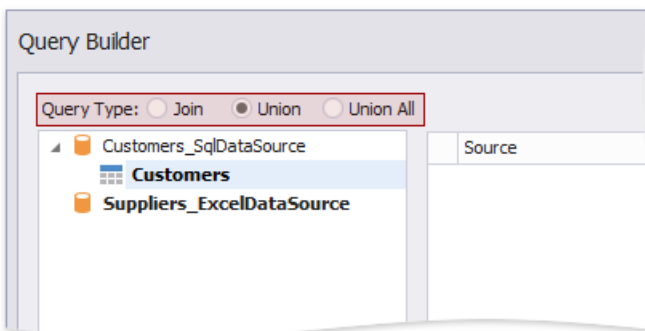 Query Builder
Query Type: Join Union Union All
Customers_SqlDataSource
Source
Customers
Suppliers_ExcelDataSource